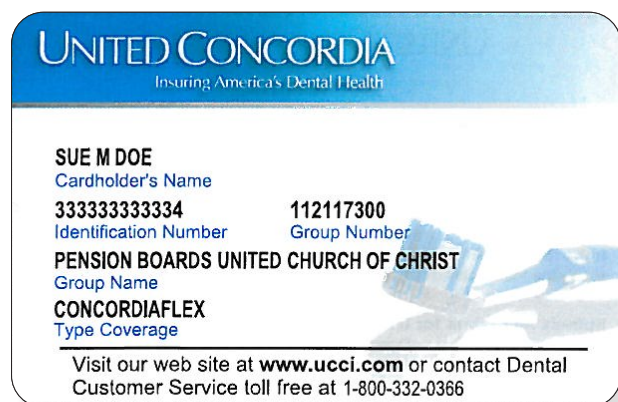 UNITED CONCORDIA
Insuring America's Dental Health
SUE M DOE
Cardholder's Name
333333333334 112117300
Identification Number Group Number
PENSION BOARDS UNITED CHURCH OF CHRIST
Group Name
CONCORDIAFLEX
Type Coverage
Visit our web site at www.ucci.com or contact Dental
Customer Service toll free at 1-800-332-0366